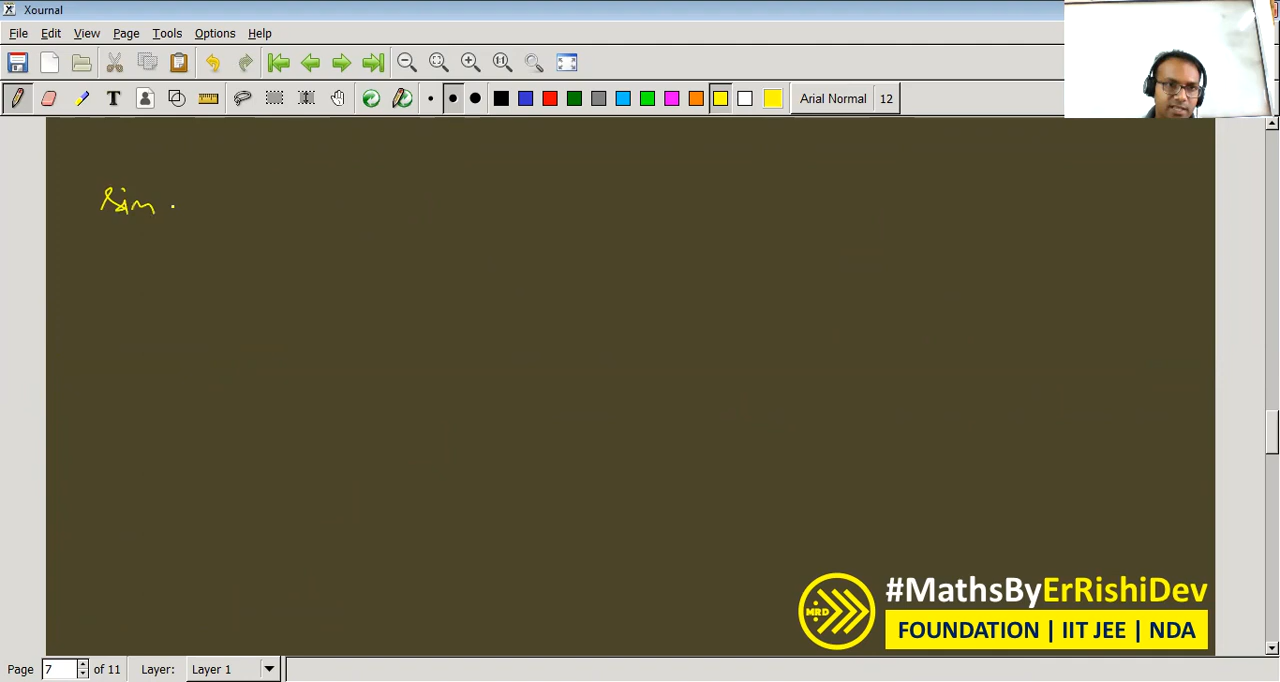 Xournal
File Edit View Page Tools Options Help
Arial Normal 12
sin .
MRD #MathsByErRishiDev
FOUNDATION | IIT JEE | NDA
Page 7 of 11 Layer: Layer 1